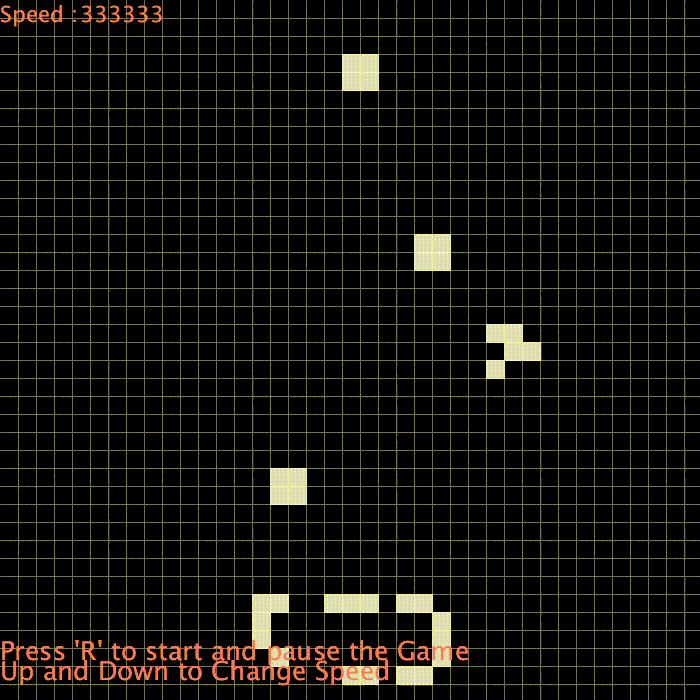 Speed :333333
Press 'R' to start and pause the Game
Up and Down to Change Speed